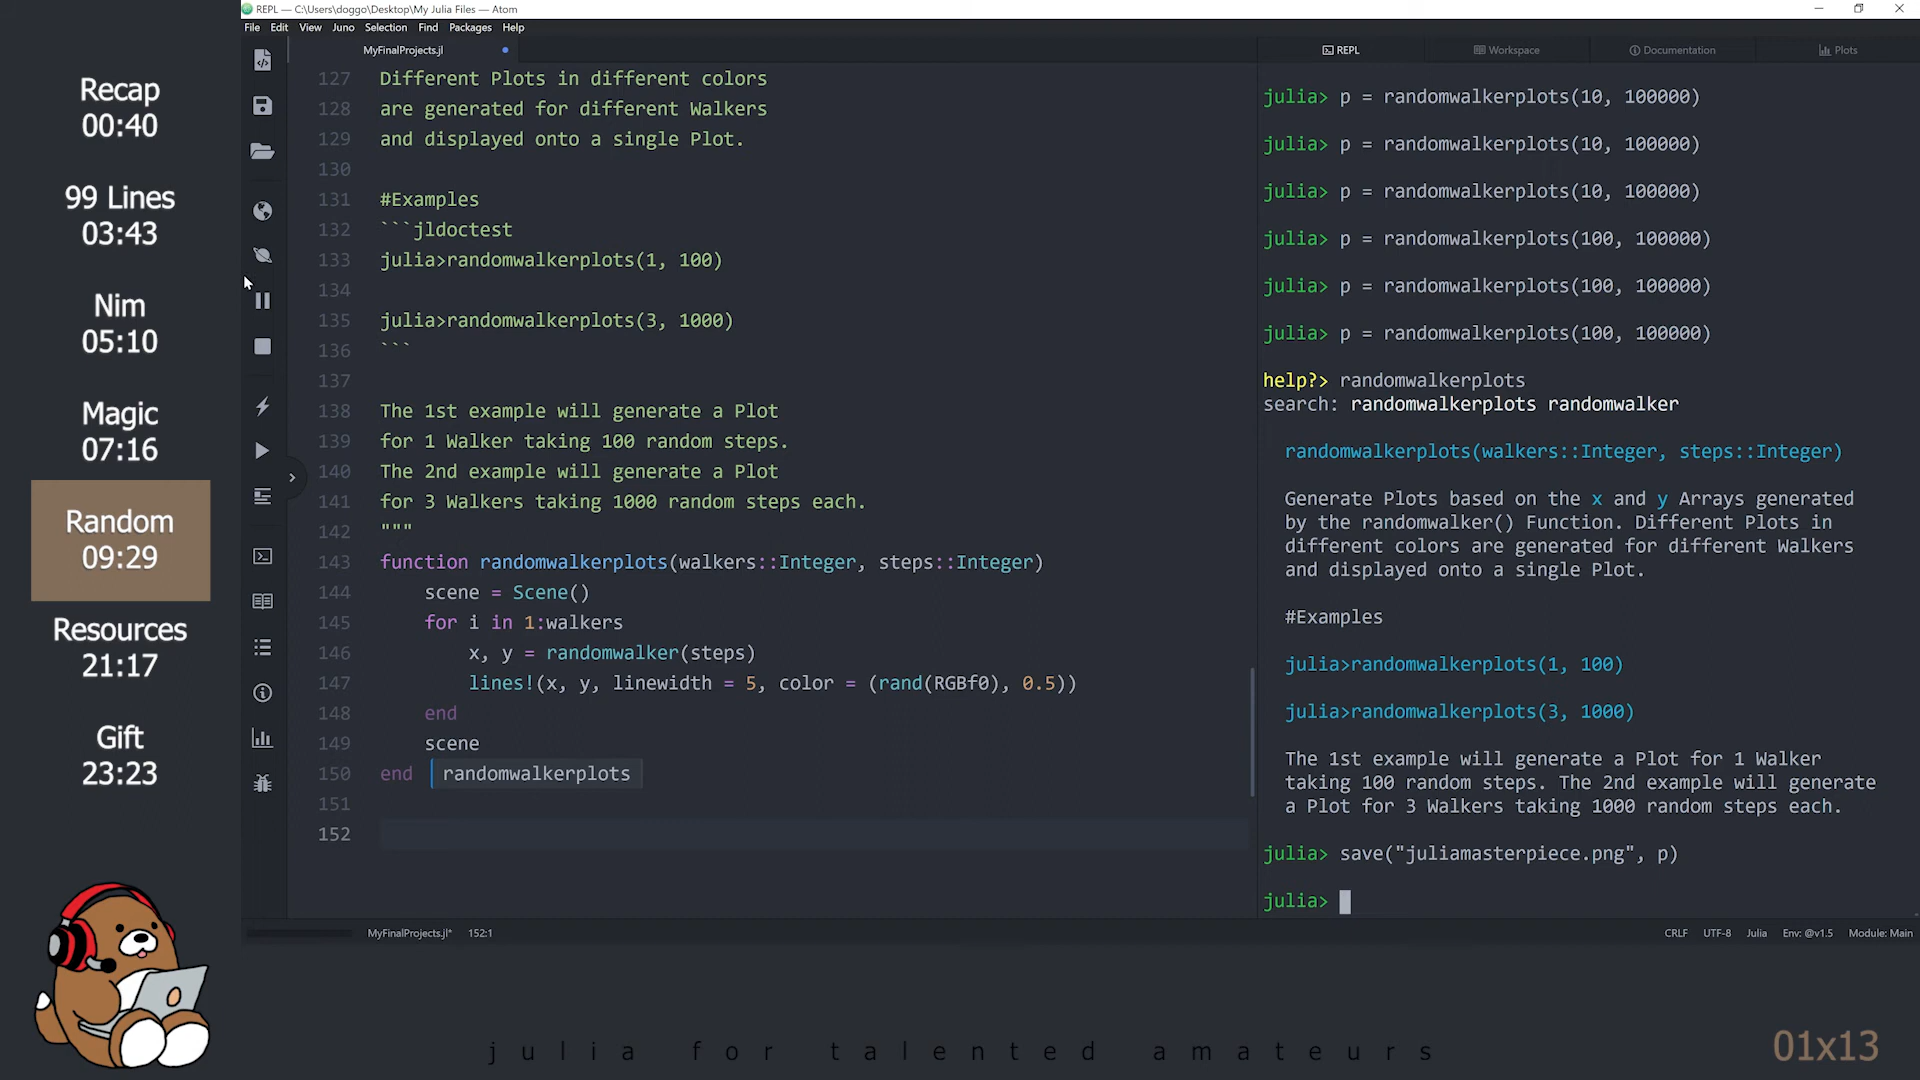 REPL — C:\Users\doggo\Desktop\My Julia Files — Atom
File Edit View Juno Selection Find Packages Help
Recap
00:40
99 Lines
03:43
Nim
05:10
Magic
07:16
Random
09:29
Resources
21:17
Gift
23:23
MyFinalProjects.jl
127 Different Plots in different colors
128 are generated for different Walkers
129 and displayed onto a single Plot.
130
131 #Examples
132 ```jldoctest
133 julia>randomwalkerplots(1, 100)
134
135 julia>randomwalkerplots(3, 1000)
136 ```
137
138 The 1st example will generate a Plot
139 for 1 Walker taking 100 random steps.
140 The 2nd example will generate a Plot
141 for 3 Walkers taking 1000 random steps each.
142 """
143 function randomwalkerplots(walkers::Integer, steps::Integer)
144 scene = Scene()
145 for i in 1:walkers
146 x, y = randomwalker(steps)
147 lines!(x, y, linewidth = 5, color = (rand(RGBf0), 0.5))
148 end
149 scene
150 end randomwalkerplots
151
152
REPL Workspace Documentation Plots
julia> p = randomwalkerplots(10, 100000)
julia> p = randomwalkerplots(10, 100000)
julia> p = randomwalkerplots(10, 100000)
julia> p = randomwalkerplots(100, 100000)
julia> p = randomwalkerplots(100, 100000)
julia> p = randomwalkerplots(100, 100000)
help?> randomwalkerplots
search: randomwalkerplots randomwalker
randomwalkerplots(walkers::Integer, steps::Integer)
Generate Plots based on the x and y Arrays generated
by the randomwalker() Function. Different Plots in
different colors are generated for different Walkers
and displayed onto a single Plot.
#Examples
julia>randomwalkerplots(1, 100)
julia>randomwalkerplots(3, 1000)
The 1st example will generate a Plot for 1 Walker
taking 100 random steps. The 2nd example will generate
a Plot for 3 Walkers taking 1000 random steps each.
julia> save("juliamasterpiece.png", p)
julia>
MyFinalProjects.jl* 152:1
CRLF UTF-8 Julia Env: @v1.5 Module: Main
julia for talented amateurs
01x13